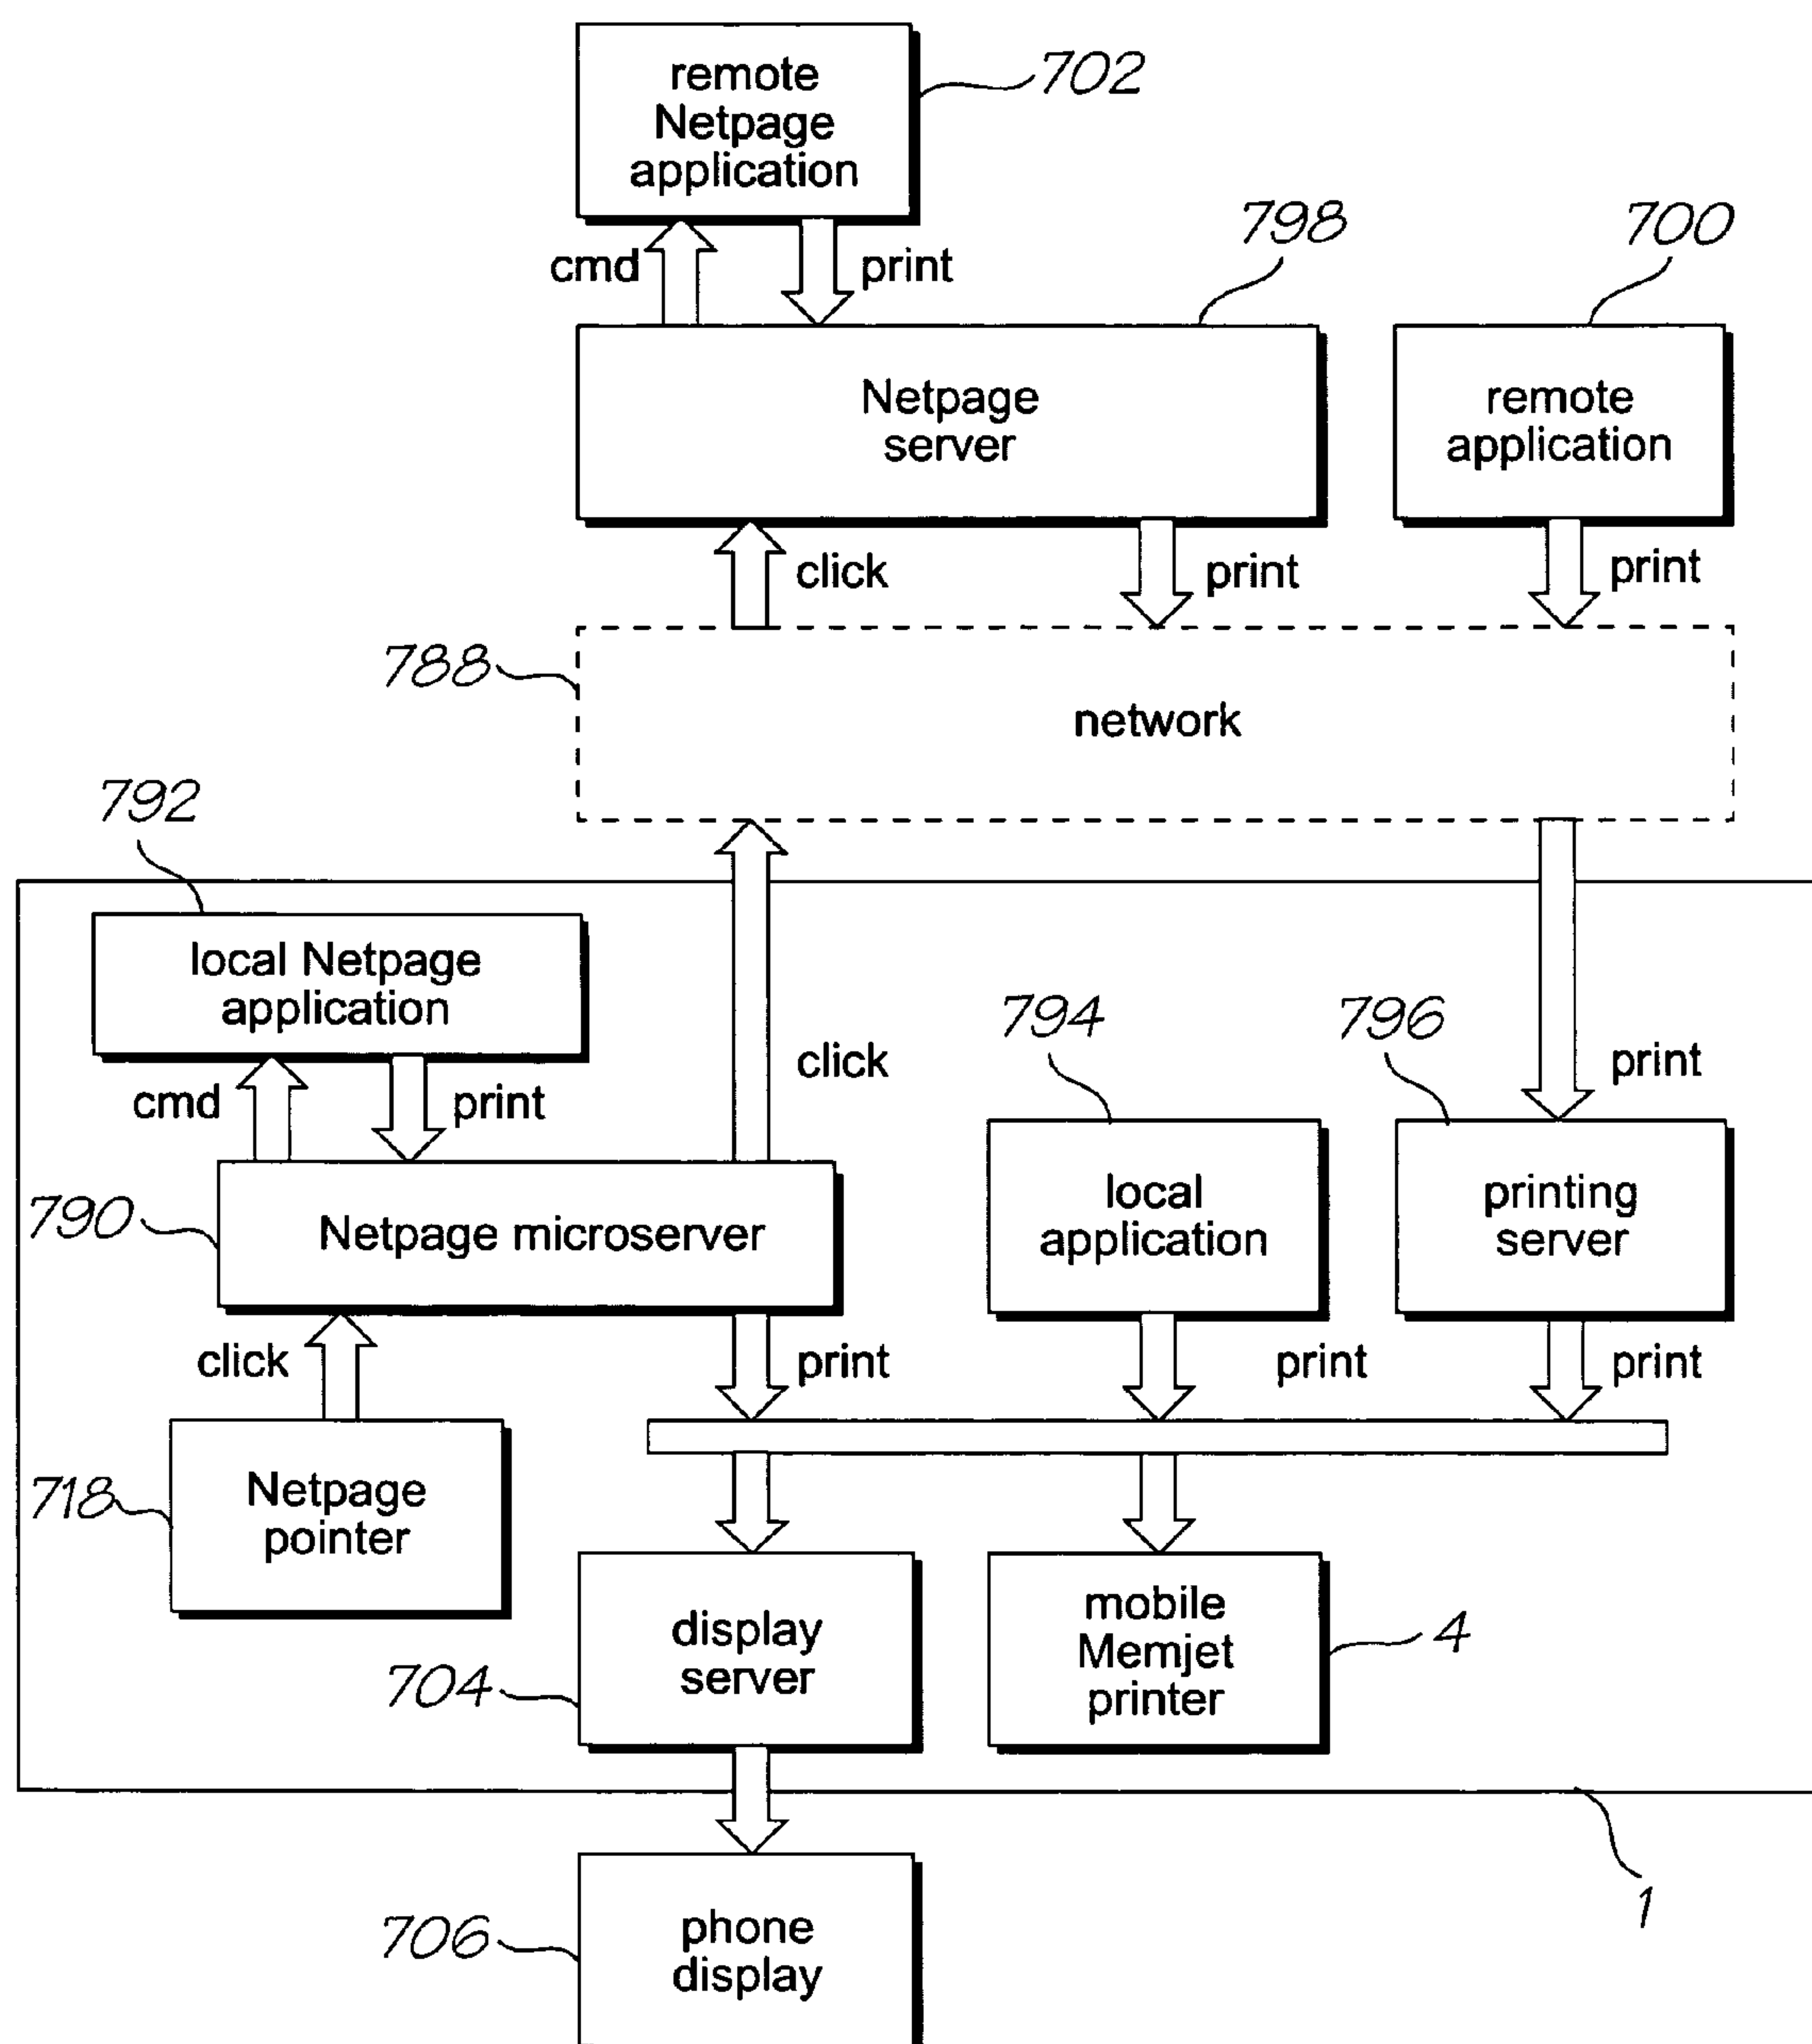 remote
Netpage
application
702
cmd
print
798
700
Netpage
server
remote
application
click
print
print
788
network
792
local Netpage
application
794
796
click
print
cmd
print
790
Netpage microserver
local
application
printing
server
click
print
print
print
718
Netpage
pointer
704
display
server
mobile
Memjet
printer
4
1
706
phone
display